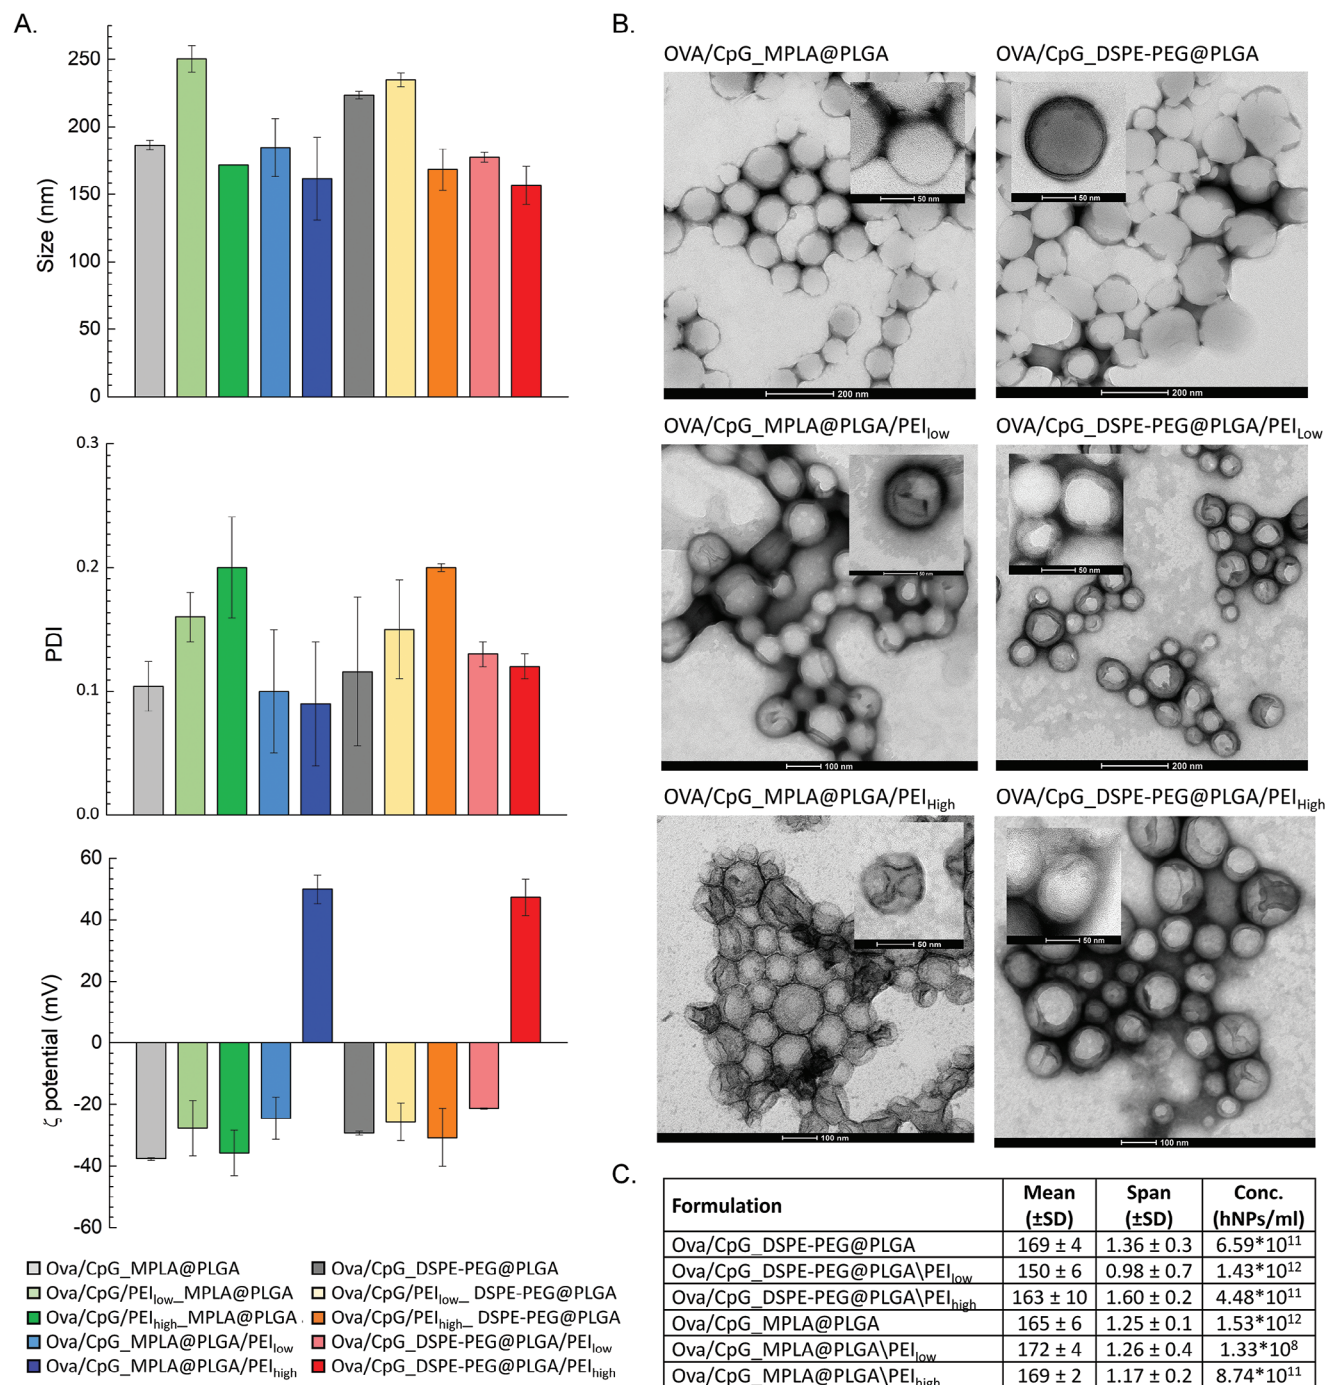 A.
250
200
150
100
50
0
Size (nm)
0.3
0.2
0.1
0.0
PDI
60
40
20
0
-20
-40
-60
ζ potential (mV)
Ova/CpG_MPLA@PLGA
Ova/CpG/PEIlow_MPLA@PLGA
Ova/CpG/PEIhigh_MPLA@PLGA
Ova/CpG_MPLA@PLGA/PEIlow
Ova/CpG_MPLA@PLGA/PEIhigh
Ova/CpG_DSPE-PEG@PLGA
Ova/CpG/PEIlow_ DSPE-PEG@PLGA
Ova/CpG/PEIhigh_ DSPE-PEG@PLGA
Ova/CpG_DSPE-PEG@PLGA/PEIlow
Ova/CpG_DSPE-PEG@PLGA/PEIhigh
B.
OVA/CpG_MPLA@PLGA
50 nm
200 nm
OVA/CpG_DSPE-PEG@PLGA
50 nm
200 nm
OVA/CpG_MPLA@PLGA/PEIlow
50 nm
100 nm
OVA/CpG_DSPE-PEG@PLGA/PEILow
50 nm
200 nm
OVA/CpG_MPLA@PLGA/PEIHigh
50 nm
100 nm
OVA/CpG_DSPE-PEG@PLGA/PEIHigh
50 nm
100 nm
C.
Formulation Mean (±SD) Span (±SD) Conc. (hNPs/ml)
Ova/CpG_DSPE-PEG@PLGA 169 ± 4 1.36 ± 0.3 6.59*10^11
Ova/CpG_DSPE-PEG@PLGA\PEIlow 150 ± 6 0.98 ± 0.7 1.43*10^12
Ova/CpG_DSPE-PEG@PLGA\PEIhigh 163 ± 10 1.60 ± 0.2 4.48*10^11
Ova/CpG_MPLA@PLGA 165 ± 6 1.25 ± 0.1 1.53*10^12
Ova/CpG_MPLA@PLGA\PEIlow 172 ± 4 1.26 ± 0.4 1.33*10^8
Ova/CpG_MPLA@PLGA\PEIhigh 169 ± 2 1.17 ± 0.2 8.74*10^11